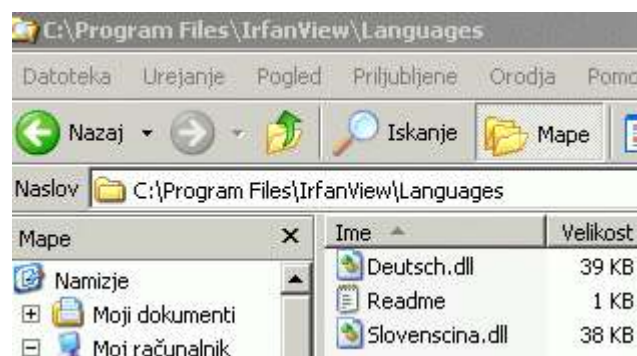 C:\Program Files\IrfanView\Languages
Datoteka Urejanje Pogled Priljubljene Orodja Pomo
Nazaj Iskanje Mape
Naslov C:\Program Files\IrfanView\Languages
Mape
Namizje
Moji dokumenti
Moj računalnik
Ime Velikost
Deutsch.dll 39 KB
Readme 1 KB
Slovenscina.dll 38 KB